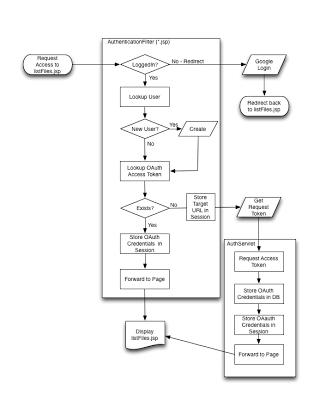 AuthenticationFilter (*.jsp)
Request
Access to
listFiles.jsp
LoggedIn?
No - Redirect
Google
Login
Yes
Redirect back
to listFiles.jsp
Lookup User
New User?
Yes
Create
No
Lookup OAuth
Access Token
Exists?
No
Store
Target
URL in
Session
Get
Request
Token
Yes
Store OAuth
Credentials in
Session
AuthServlet
Request Access
Token
Forward to Page
Store OAuth
Credentials in DB
Store OAauth
Credentials in
Session
Display
listFiles.jsp
Forward to Page